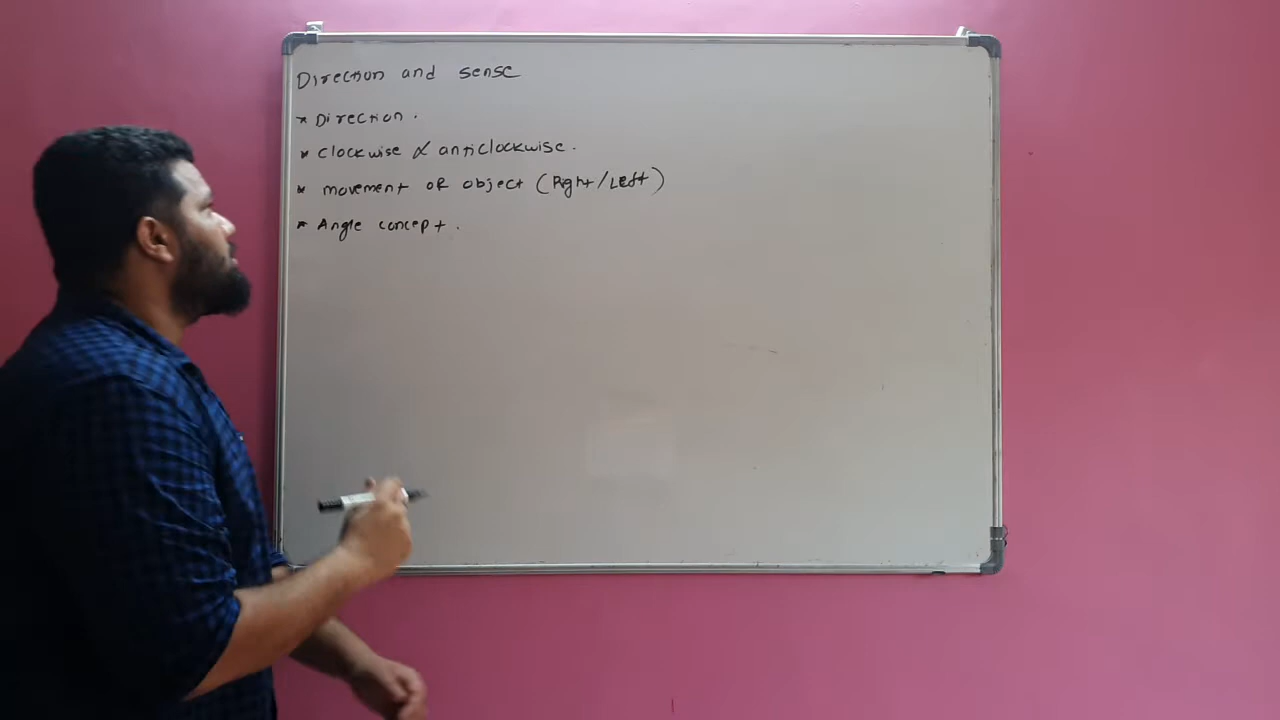 Direction and sense
* Direction.
* Clockwise & anticlockwise.
* movement of object (Right/Left)
* Angle concept.